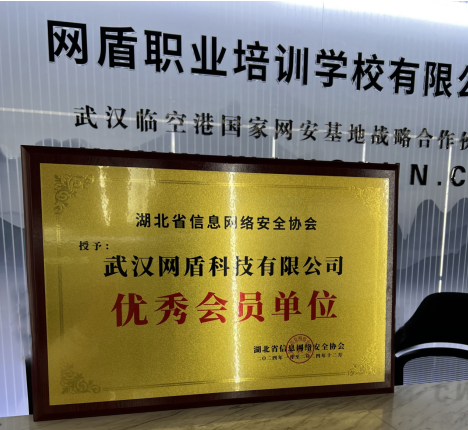 网盾职业培训学校有限公
武汉临空港国家网安基地战略合作
N.C
湖北省信息网络安全协会
授予：
武汉网盾科技有限公司
优秀会员单位
湖北省信息网络安全协会